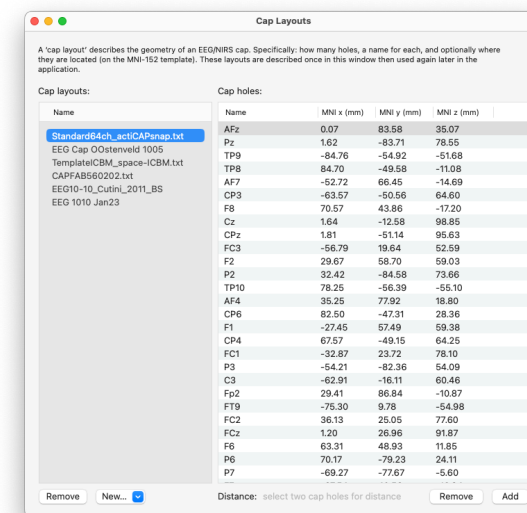 Cap Layouts
A 'cap layout' describes the geometry of an EEG/NIRS cap. Specifically: how many holes, a name for each, and optionally where
they are located (on the MNI-152 template). These layouts are described once in this window then used again later in the
application.
Cap layouts:
Cap holes:
Name
Standard64ch_actiCAPsnap.txt
EEG Cap OOstenveld 1005
TemplateICBM_space-ICBM.txt
CAPFAB560202.txt
EEG10-10_Cutini_2011_BS
EEG 1010 Jan23
Name MNI x (mm) MNI y (mm) MNI z (mm)
AFz 0.07 83.58 35.07
Pz 1.62 -83.71 78.55
TP9 -84.76 -54.92 -51.68
TP8 84.70 -49.58 -11.08
AF7 -52.72 66.45 -14.69
CP3 -63.57 -50.56 64.60
F8 70.57 43.86 -17.20
Cz 1.64 -12.58 98.85
CPz 1.81 -51.14 95.63
FC3 -56.79 19.64 52.59
F2 29.67 58.70 59.03
P2 32.42 -84.58 73.66
TP10 78.25 -56.39 -55.10
AF4 35.25 77.92 18.80
CP6 82.50 -47.31 28.36
F1 -27.45 57.49 59.38
CP4 67.57 -49.15 64.25
FC1 -32.87 23.72 78.10
P3 -54.21 -82.36 54.09
C3 -62.91 -16.11 60.46
Fp2 29.41 86.84 -10.87
FT9 -75.30 9.78 -54.98
FC2 36.13 25.05 77.60
FCz 1.20 26.96 91.87
F6 63.31 48.93 11.85
P6 70.17 -79.23 24.11
P7 -69.27 -77.67 -5.60
Remove New...
Distance: select two cap holes for distance Remove Add